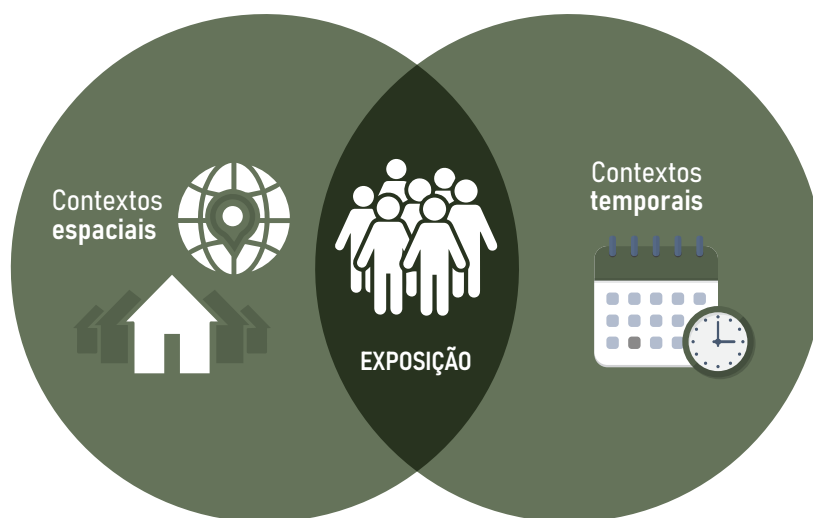 Contextos
espaciais
EXPOSIÇÃO
Contextos
temporais